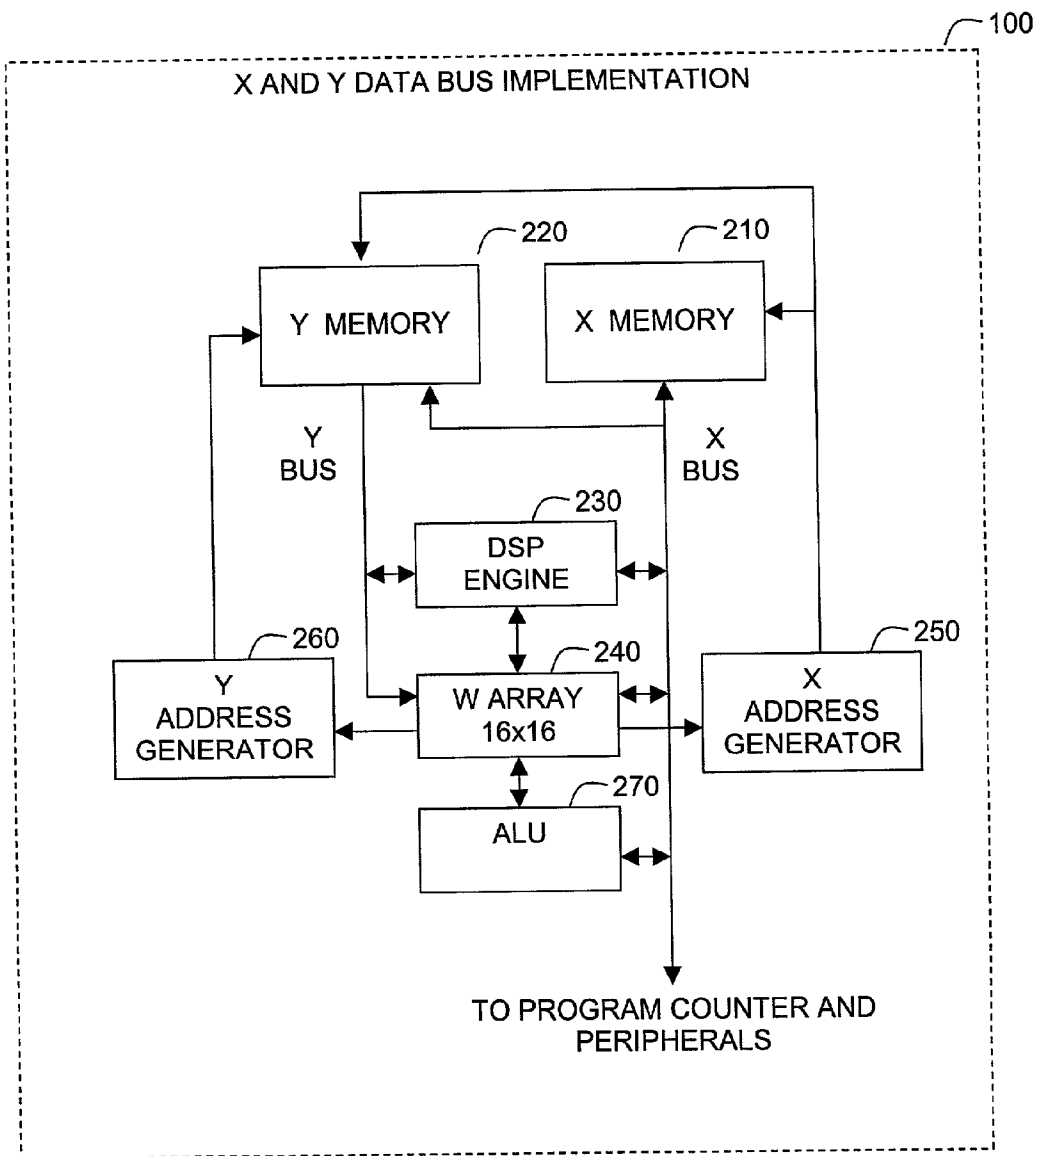 100
X AND Y DATA BUS IMPLEMENTATION
220
210
Y MEMORY
X MEMORY
Y
BUS
X
BUS
230
DSP
ENGINE
260
240
250
Y
ADDRESS
GENERATOR
W ARRAY
16x16
X
ADDRESS
GENERATOR
270
ALU
TO PROGRAM COUNTER AND
PERIPHERALS